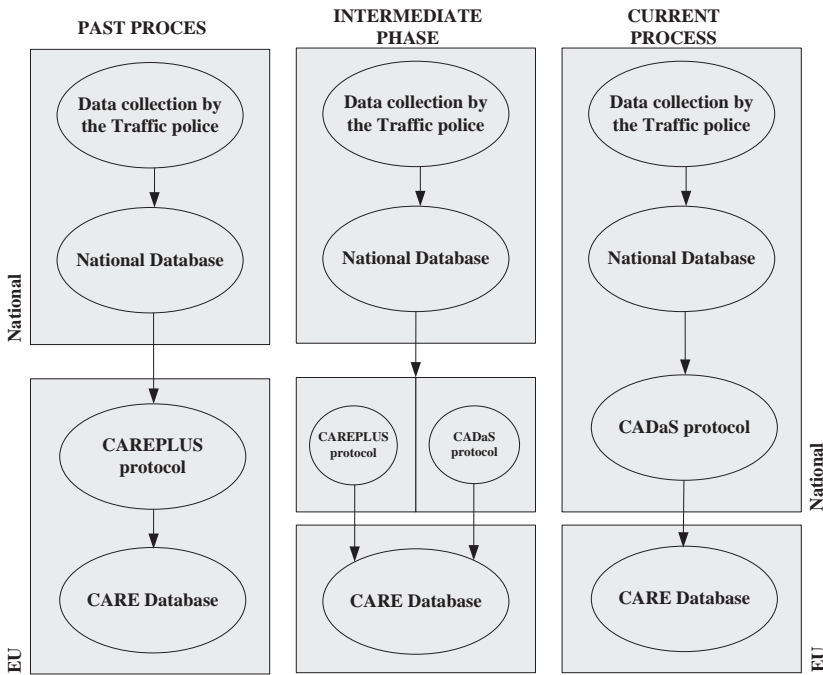 PAST PROCES
Data collection by
the Traffic police
National Database
National
CAREPLUS
protocol
CARE Database
EU
INTERMEDIATE
PHASE
Data collection by
the Traffic police
National Database
CAREPLUS
protocol
CADaS
protocol
CARE Database
CURRENT
PROCESS
Data collection by
the Traffic police
National Database
CADaS protocol
National
CARE Database
EU